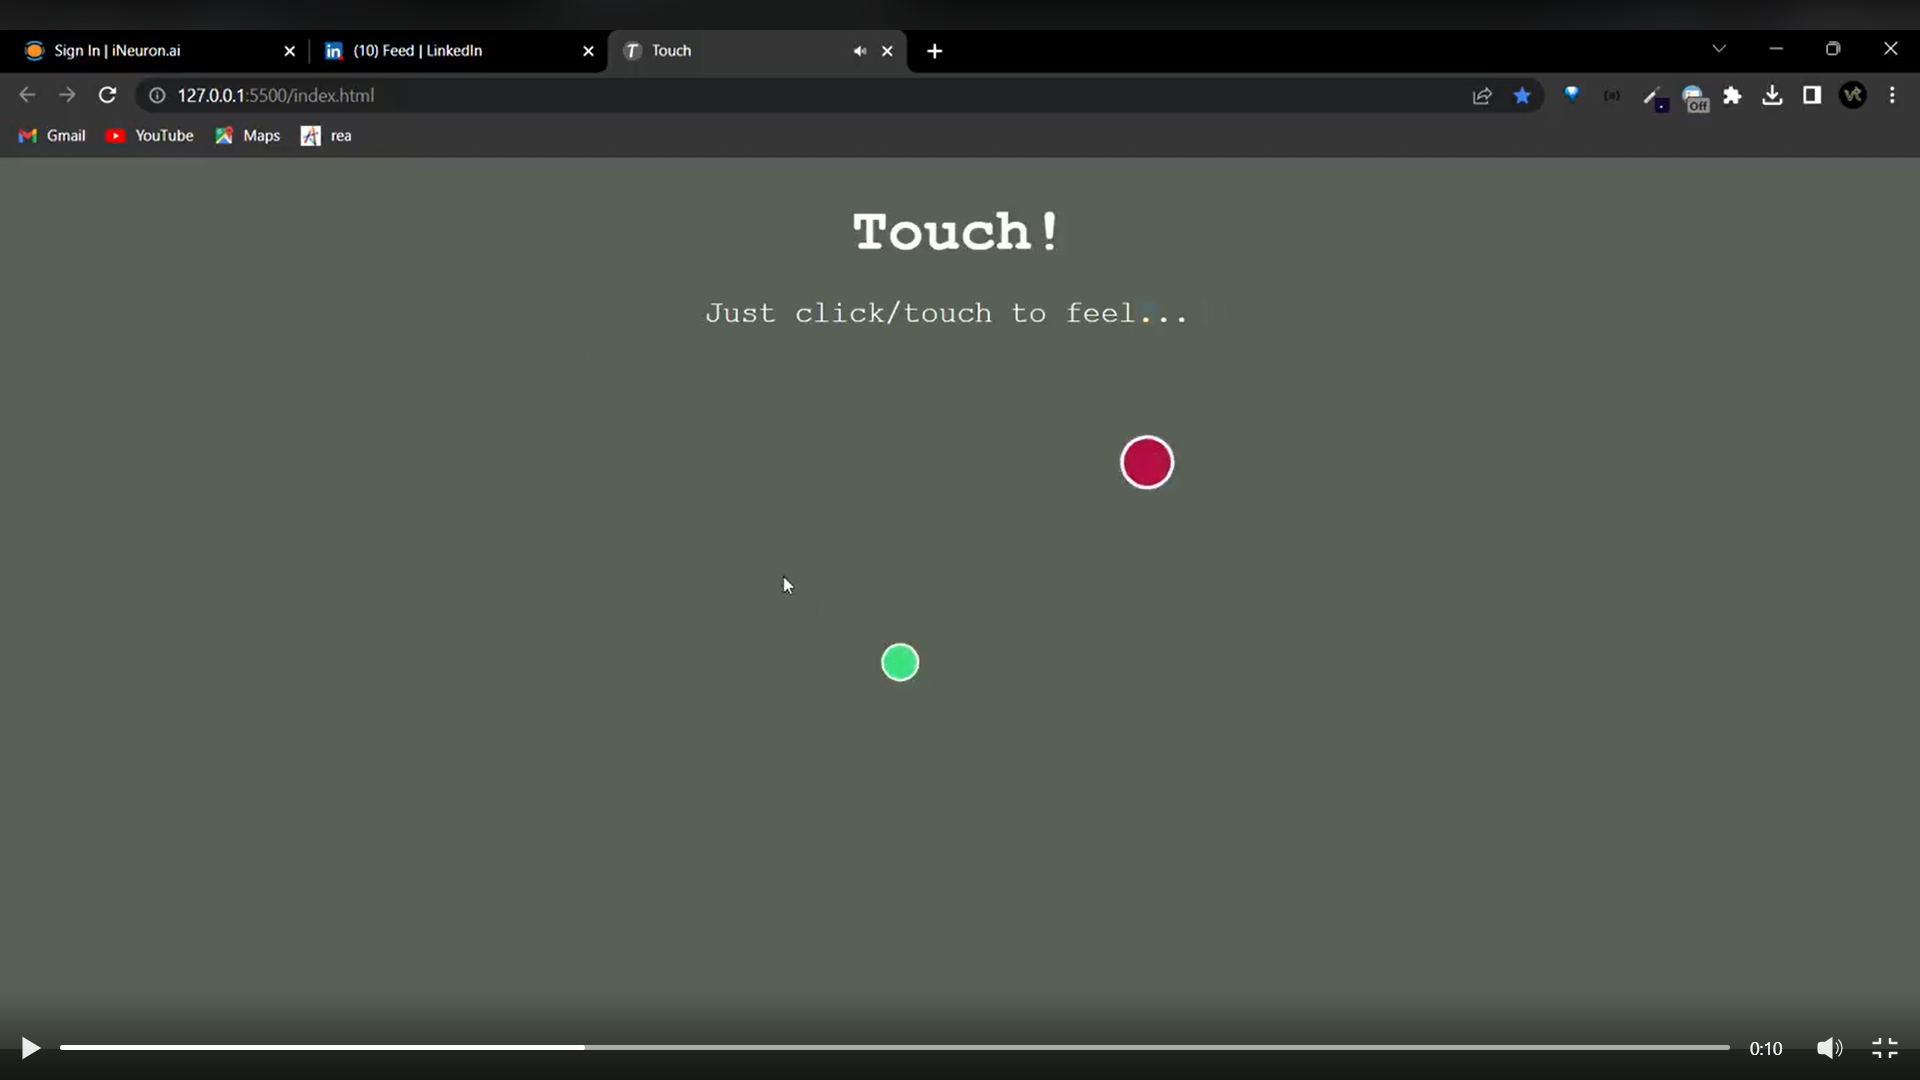 Sign In | iNeuron.ai
(10) Feed | LinkedIn
Touch
127.0.0.1:5500/index.html
Off
Gmail
YouTube
Maps
rea
Touch!
Just click/touch to feel...
0:10